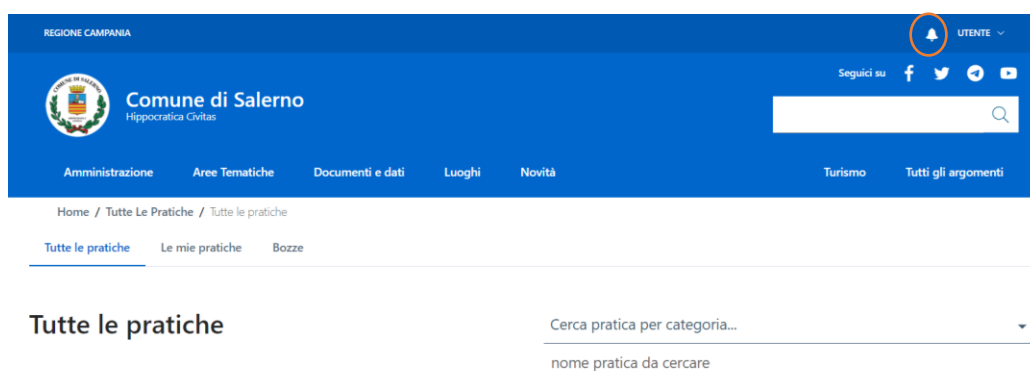 REGIONE CAMPANIA
UTENTE
Seguici su
Comune di Salerno
Hippocratica Civitas
Amministrazione Aree Tematiche Documenti e dati Luoghi Novità Turismo Tutti gli argomenti
Home / Tutte Le Pratiche / Tutte le pratiche
Tutte le pratiche Le mie pratiche Bozze
Tutte le pratiche
Cerca pratica per categoria...
nome pratica da cercare